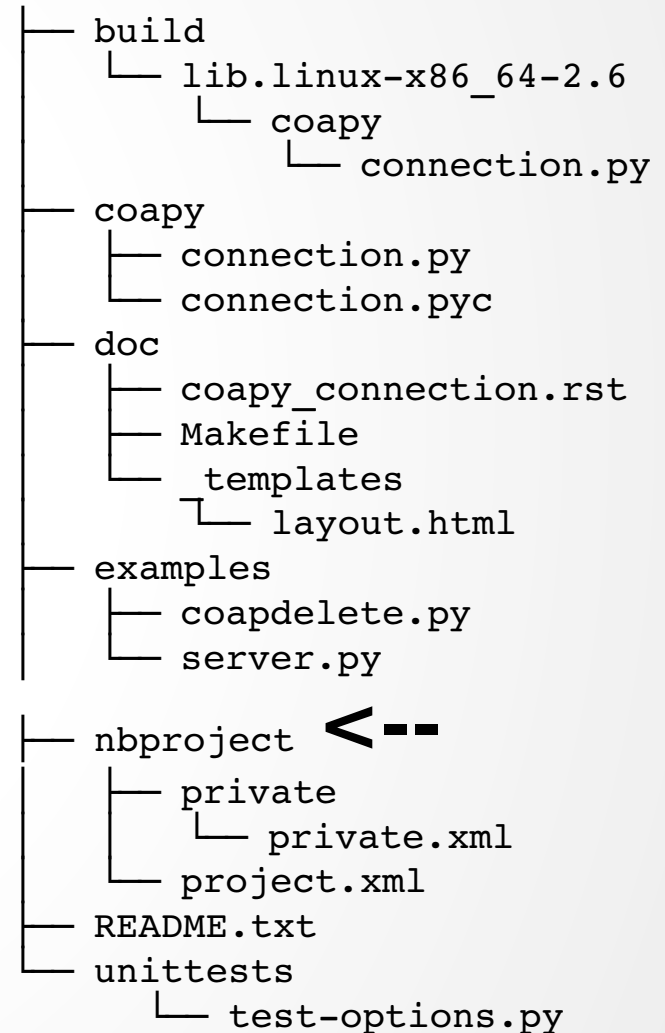 ├── build
│   └── lib.linux-x86_64-2.6
│       └── coapy
│           └── connection.py
├── coapy
│   ├── connection.py
│   └── connection.pyc
├── doc
│   ├── coapy_connection.rst
│   ├── Makefile
│   └── _templates
│       └── layout.html
├── examples
│   ├── coapdelete.py
│   └── server.py
├── nbproject <--
│   ├── private
│   │   └── private.xml
│   └── project.xml
├── README.txt
└── unittests
    └── test-options.py